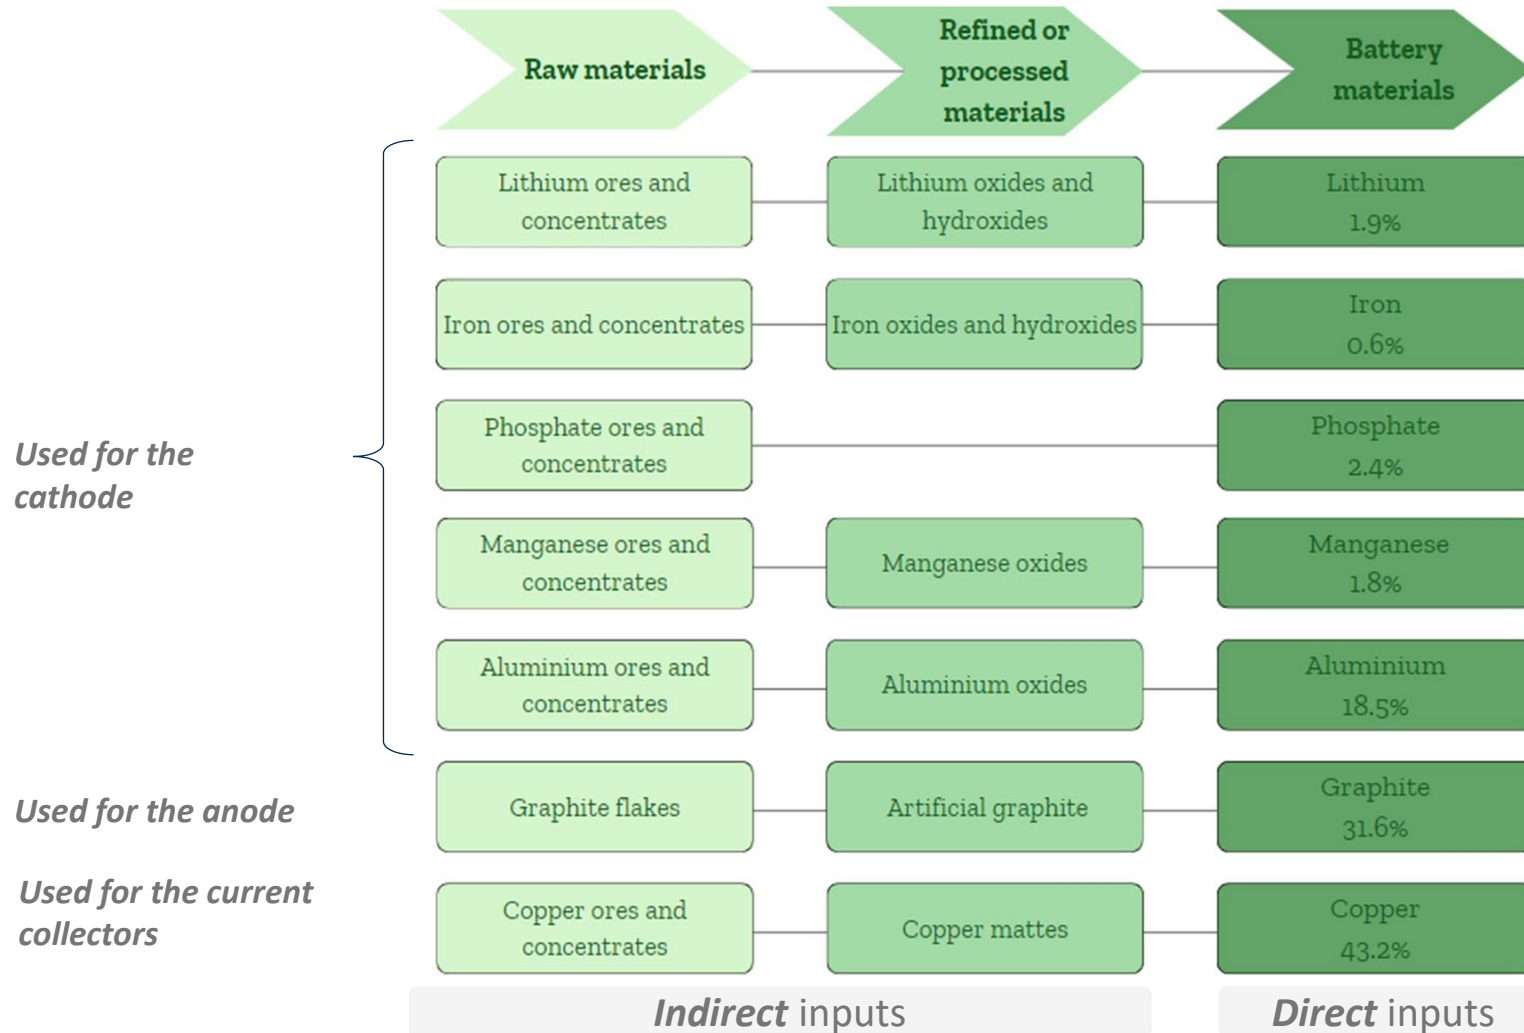 Raw materials
Refined or
processed
materials
Battery
materials
Used for the
cathode
Lithium ores and
concentrates
Lithium oxides and
hydroxides
Lithium
1.9%
Iron ores and concentrates
Iron oxides and hydroxides
Iron
0.6%
Phosphate ores and
concentrates
Phosphate
2.4%
Manganese ores and
concentrates
Manganese oxides
Manganese
1.8%
Aluminium ores and
concentrates
Aluminium oxides
Aluminium
18.5%
Used for the anode
Graphite flakes
Artificial graphite
Graphite
31.6%
Used for the current
collectors
Copper ores and
concentrates
Copper mattes
Copper
43.2%
Indirect inputs
Direct inputs